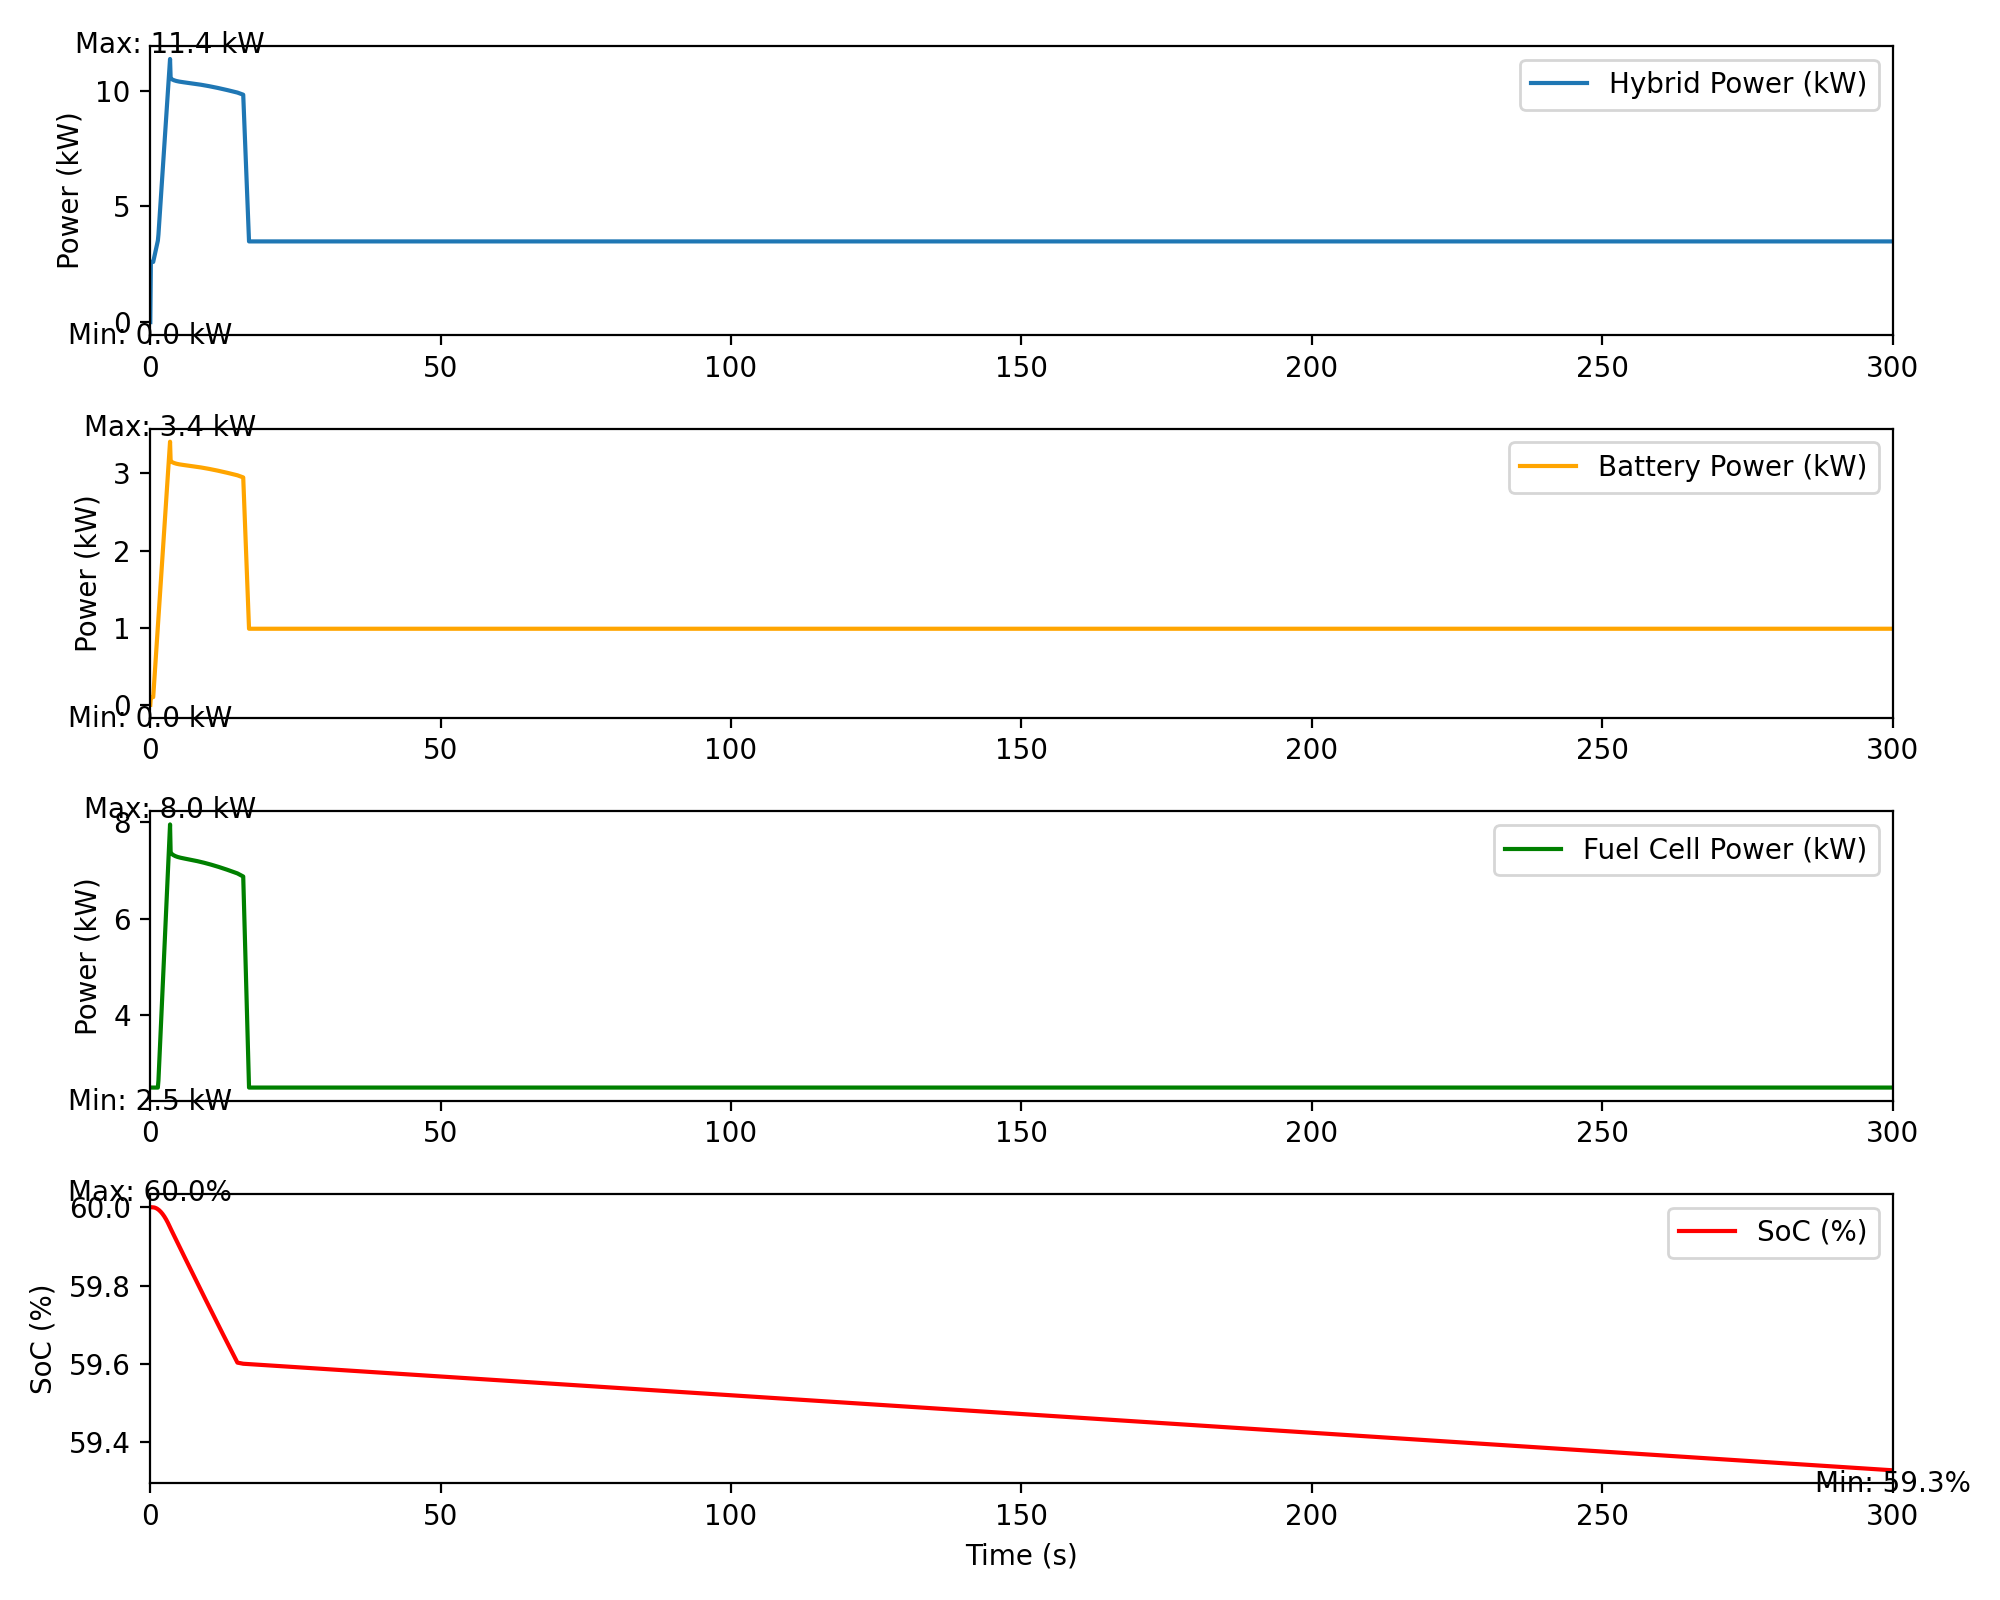 Max: 11.4 kW
Hybrid Power (kW)
Power (kW)
10
5
0
Min: 0.0 kW
0 50 100 150 200 250 300
Max: 3.4 kW
Battery Power (kW)
Power (kW)
3
2
1
0
Min: 0.0 kW
0 50 100 150 200 250 300
Max: 8.0 kW
Fuel Cell Power (kW)
Power (kW)
8
6
4
Min: 2.5 kW
0 50 100 150 200 250 300
Max: 60.0%
SoC (%)
SoC (%)
60.0
59.8
59.6
59.4
Min: 59.3%
0 50 100 150 200 250 300
Time (s)